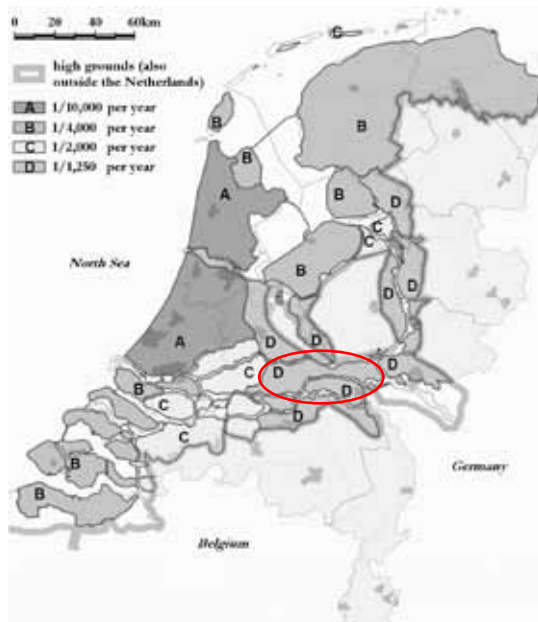 0 20 60km
high grounds (also
outside the Netherlands)
A 1/10,000 per year
B 1/4,000 per year
C 1/2,000 per year
D 1/1,250 per year
C
B
B
B
A
B
D
C
C
North Sea
B
D
D
D
D
A
D
C
D
B
D
C
D
C
B
Germany
B
Belgium